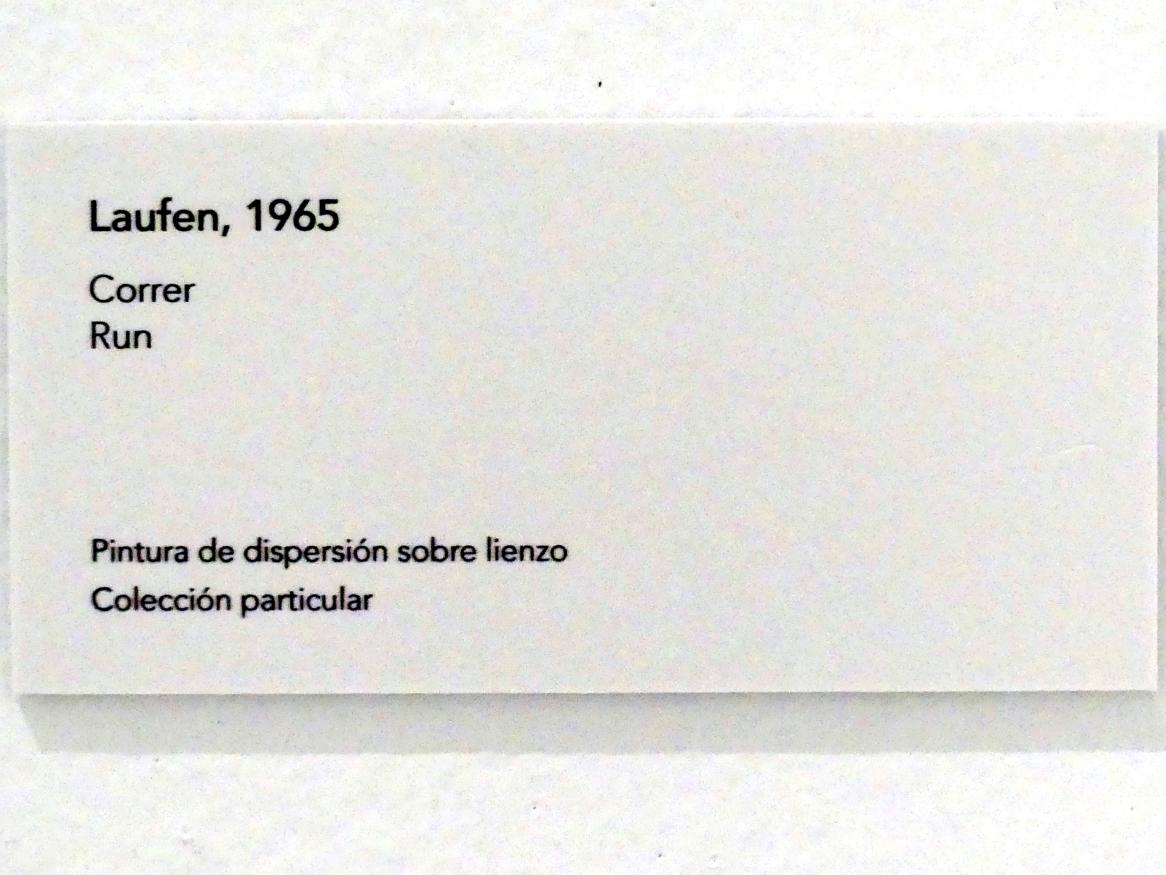 Laufen, 1965
Correr
Run
Pintura de dispersión sobre lienzo
Colección particular